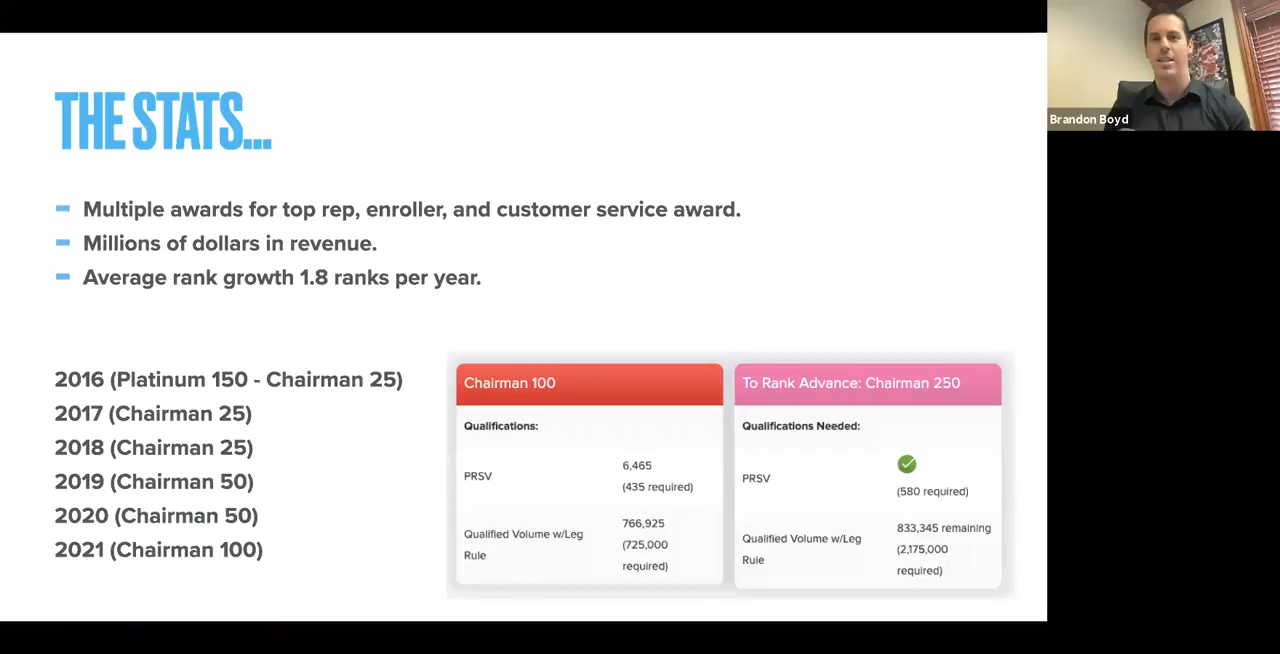 THE STATS...
Multiple awards for top rep, enroller, and customer service award.
Millions of dollars in revenue.
Average rank growth 1.8 ranks per year.
2016 (Platinum 150 - Chairman 25)
2017 (Chairman 25)
2018 (Chairman 25)
2019 (Chairman 50)
2020 (Chairman 50)
2021 (Chairman 100)
Chairman 100
Qualifications:
PRSV
6,465
(435 required)
Qualified Volume w/Leg
Rule
766,925
(725,000
required)
To Rank Advance: Chairman 250
Qualifications Needed:
PRSV
(580 required)
Qualified Volume w/Leg
Rule
833,345 remaining
(2,175,000
required)
Brandon Boyd